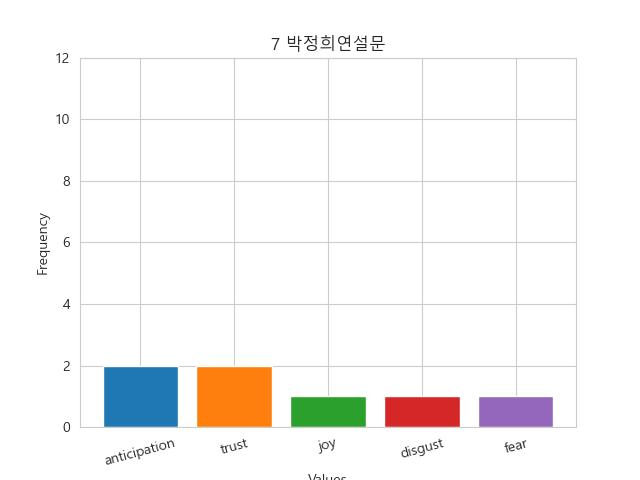 7 박정희연설문
12
10
8
6
4
2
0
Frequency
anticipation trust joy disgust fear
Values